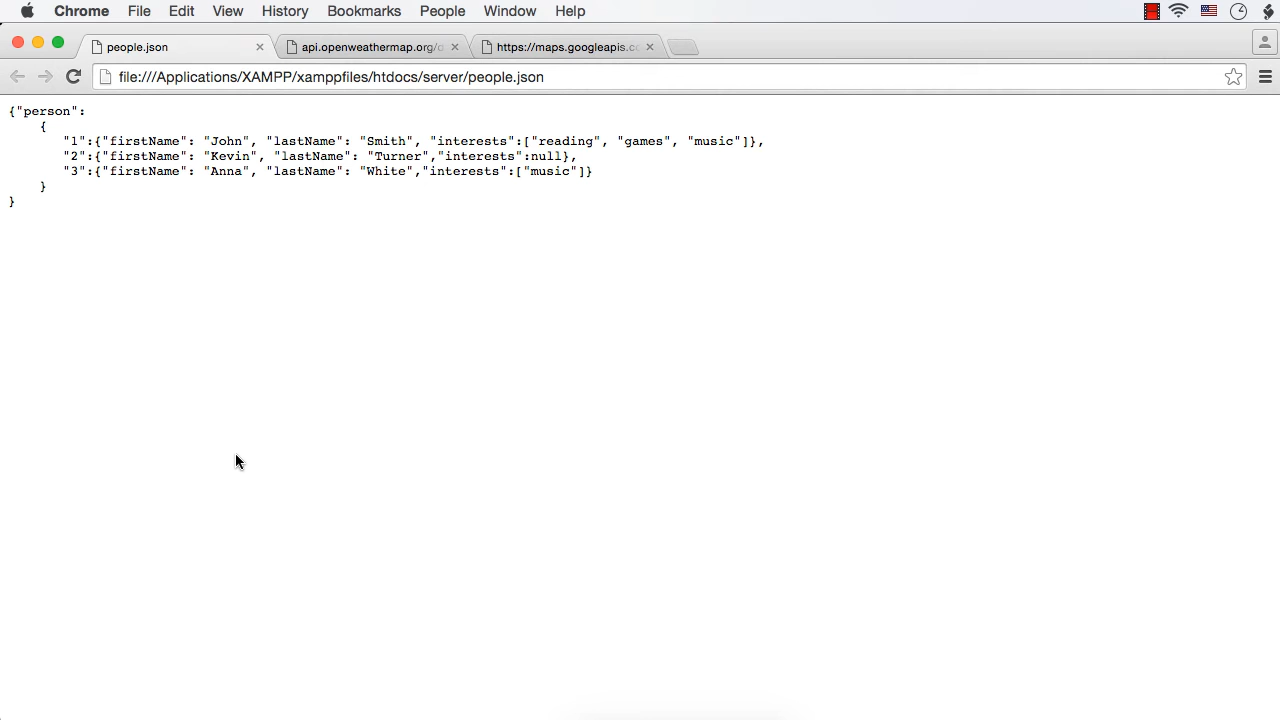 Chrome File Edit View History Bookmarks People Window Help
people.json api.openweathermap.org/ https://maps.googleapis.c
file:///Applications/XAMPP/xamppfiles/htdocs/server/people.json
{"person":
{
"1":{"firstName": "John", "lastName": "Smith", "interests":["reading", "games", "music"]},
"2":{"firstName": "Kevin", "lastName": "Turner","interests":null},
"3":{"firstName": "Anna", "lastName": "White","interests":["music"]}
}
}